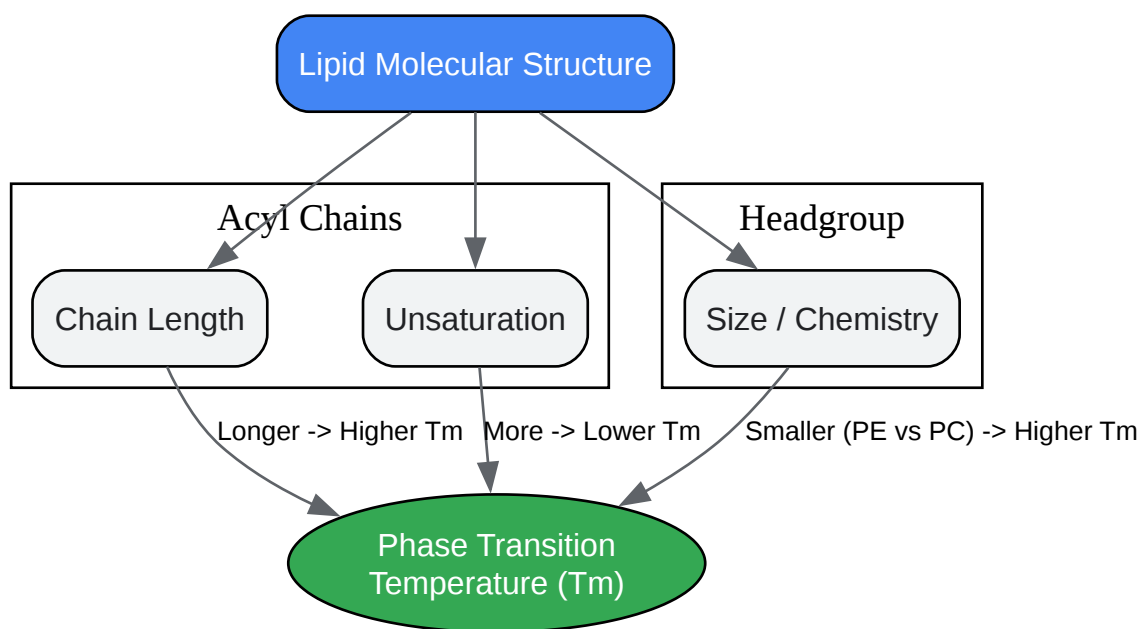 Lipid Molecular Structure
Acyl Chains
Headgroup
Chain Length
Unsaturation
Size / Chemistry
Longer -> Higher Tm
More -> Lower Tm
Smaller (PE vs PC) -> Higher Tm
Phase Transition
Temperature (Tm)